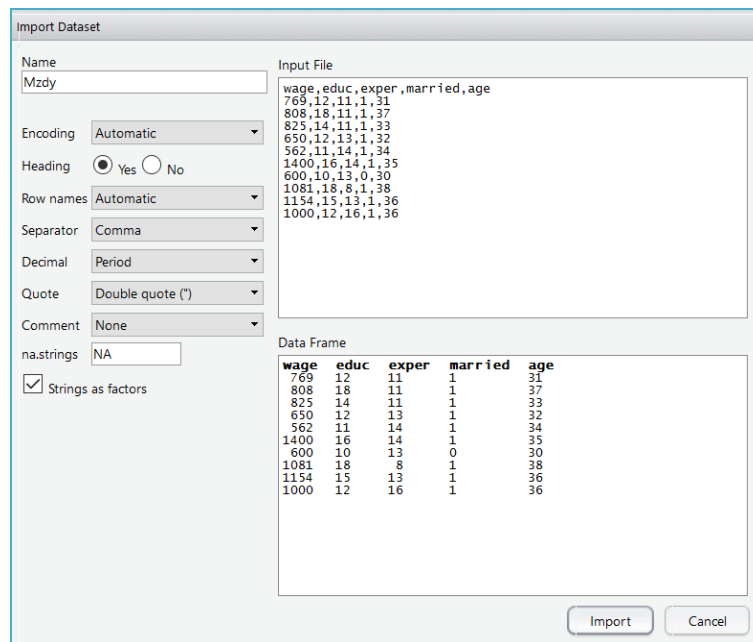 Import Dataset
Name
Mzdy
Encoding Automatic
Heading Yes No
Row names Automatic
Separator Comma
Decimal Period
Quote Double quote (")
Comment None
na.strings NA
Strings as factors
Input File
wage,educ,exper,married,age
769,12,11,1,31
808,18,11,1,37
825,14,11,1,33
650,12,13,1,32
562,11,14,1,34
1400,16,14,1,35
600,10,13,0,30
1081,18,8,1,38
1154,15,13,1,36
1000,12,16,1,36
Data Frame
wage educ exper married age
769 12 11 1 31
808 18 11 1 37
825 14 11 1 33
650 12 13 1 32
562 11 14 1 34
1400 16 14 1 35
600 10 13 0 30
1081 18 8 1 38
1154 15 13 1 36
1000 12 16 1 36
Import Cancel